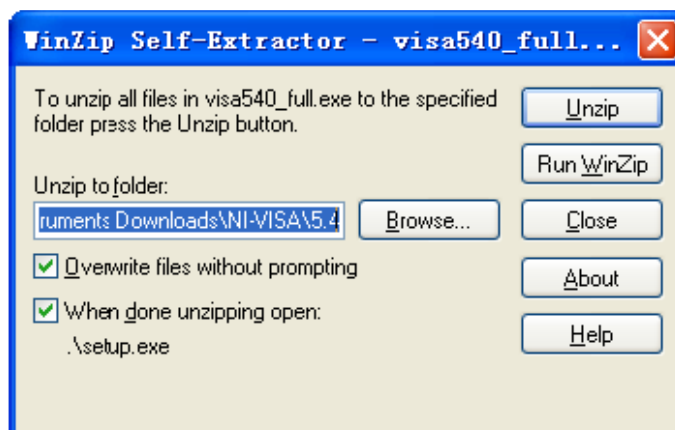 WinZip Self-Extractor - visa540_full...
To unzip all files in visa540_full.exe to the specified
folder press the Unzip button.
Unzip
Run WinZip
Unzip to folder:
ruments Downloads\NI-VISA\5.4
Browse...
Close
Overwrite files without prompting
About
When done unzipping open:
.\setup.exe
Help